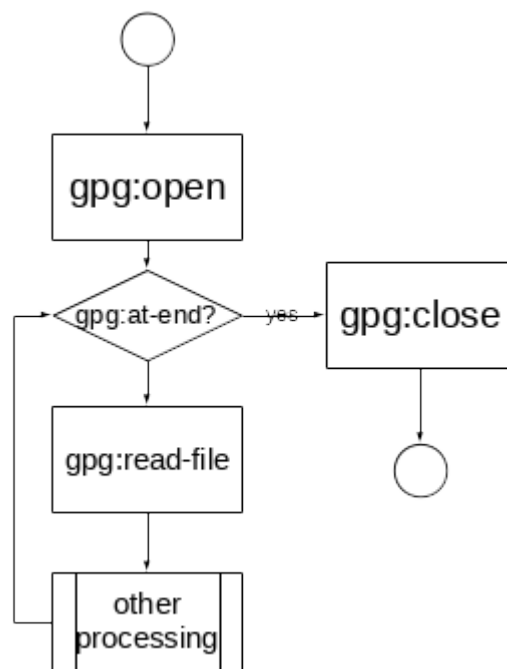 gpg:open
gpg:at-end?
yes
gpg:close
gpg:read-file
other
processing